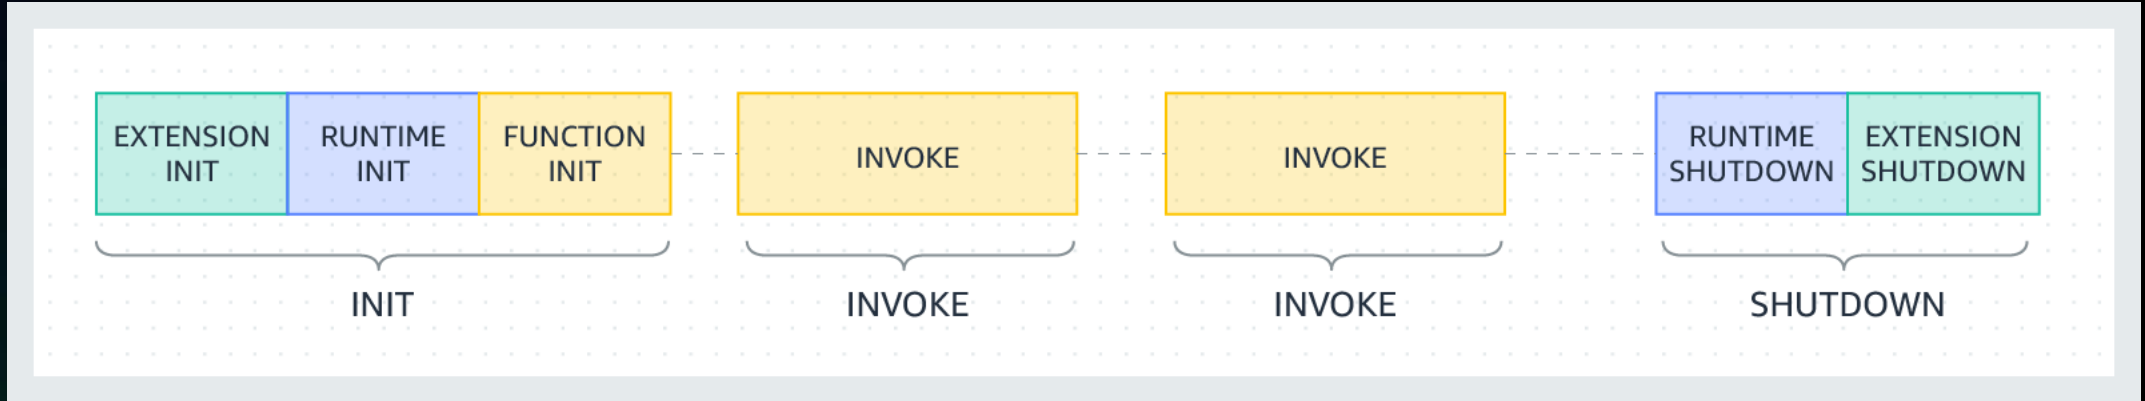 EXTENSION
INIT
RUNTIME
INIT
FUNCTION
INIT
INVOKE
INVOKE
RUNTIME
SHUTDOWN
EXTENSION
SHUTDOWN
INIT
INVOKE
INVOKE
SHUTDOWN